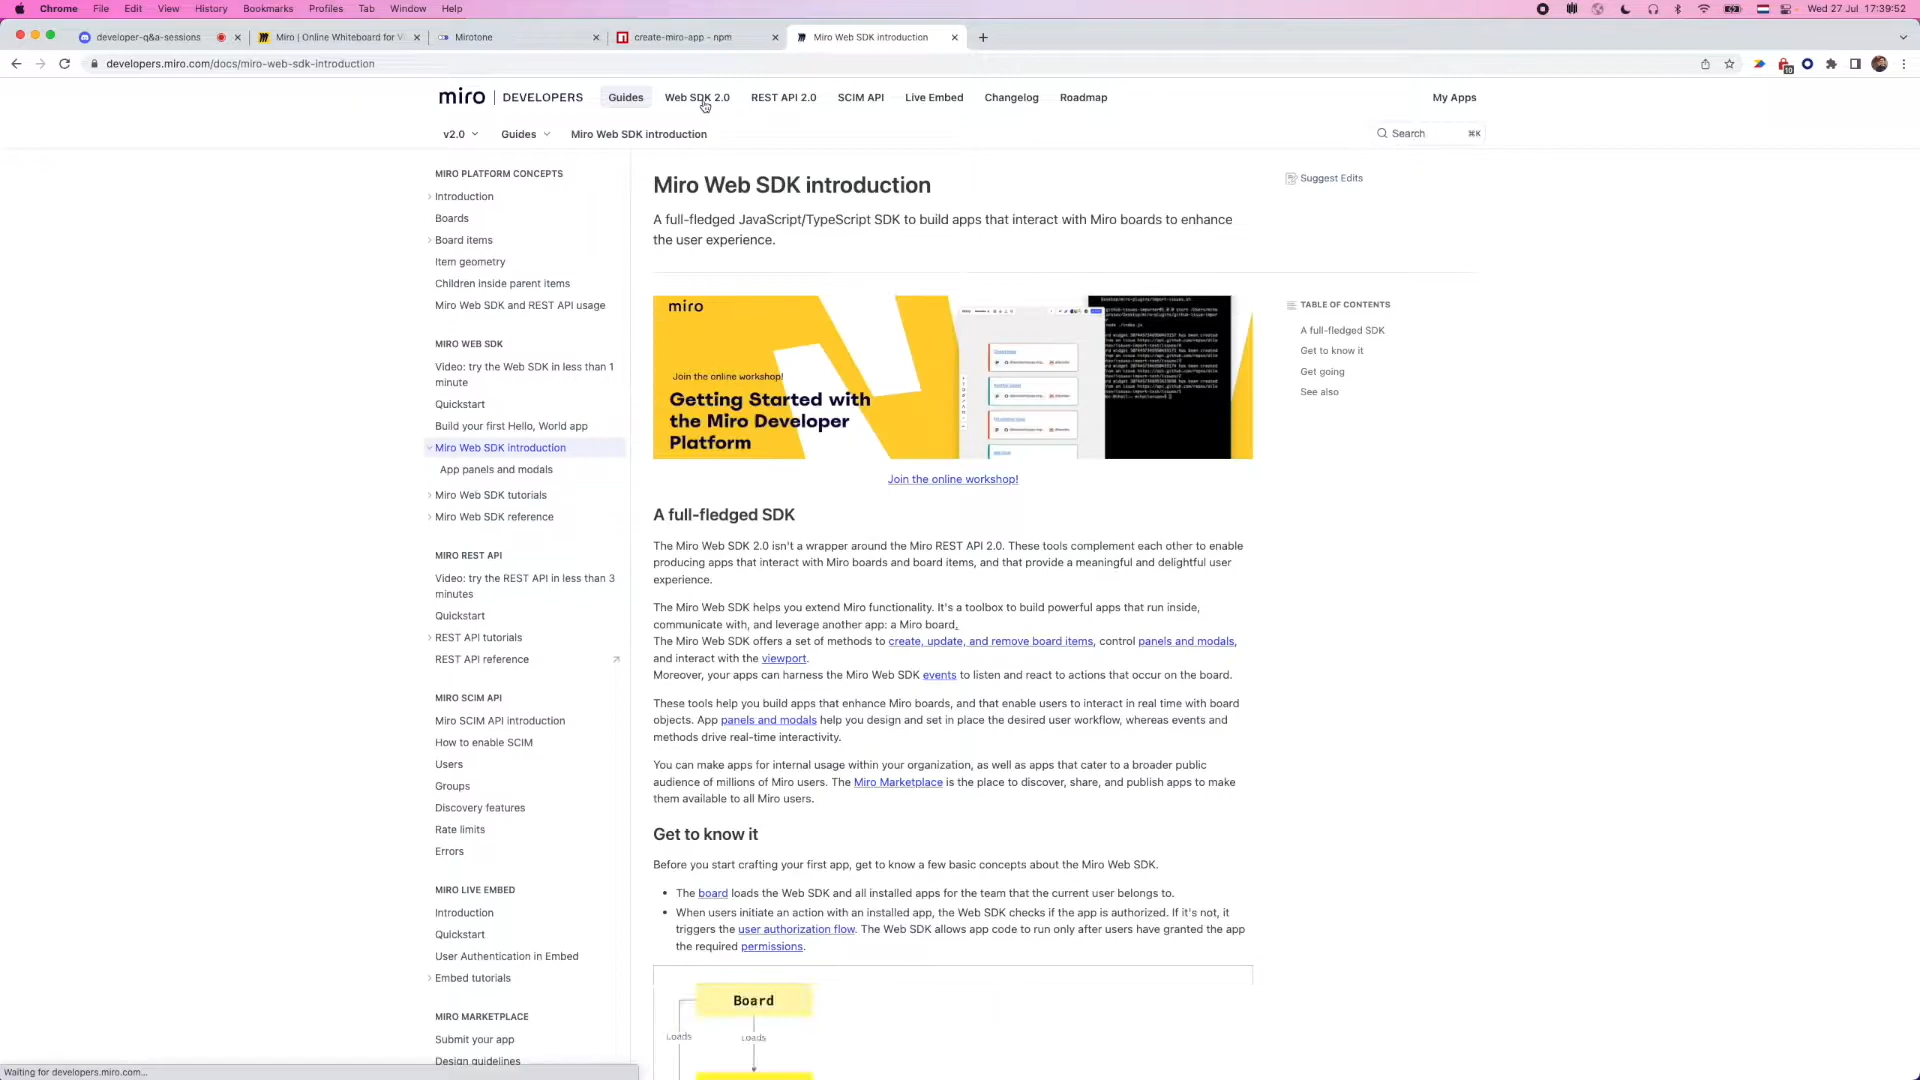 Chrome File Edit View History Bookmarks Profiles Tab Window Help Wed 27 Jul 17:39:52
developer-q&a-sessions Miro | Online Whiteboard for Vi Mirotone create-miro-app - npm Miro Web SDK introduction
developers.miro.com/docs/miro-web-sdk-introduction
miro | DEVELOPERS Guides Web SDK 2.0 REST API 2.0 SCIM API Live Embed Changelog Roadmap My Apps
v2.0 Guides Miro Web SDK introduction Search ⌘K
MIRO PLATFORM CONCEPTS
Introduction
Boards
Board items
Item geometry
Children inside parent items
Miro Web SDK and REST API usage
MIRO WEB SDK
Video: try the Web SDK in less than 1
minute
Quickstart
Build your first Hello, World app
Miro Web SDK introduction
App panels and modals
Miro Web SDK tutorials
Miro Web SDK reference
MIRO REST API
Video: try the REST API in less than 3
minutes
Quickstart
REST API tutorials
REST API reference
MIRO SCIM API
Miro SCIM API introduction
How to enable SCIM
Users
Groups
Discovery features
Rate limits
Errors
MIRO LIVE EMBED
Introduction
Quickstart
User Authentication in Embed
Embed tutorials
MIRO MARKETPLACE
Submit your app
Design guidelines
Waiting for developers.miro.com...
Miro Web SDK introduction
A full-fledged JavaScript/TypeScript SDK to build apps that interact with Miro boards to enhance
the user experience.
miro
Join the online workshop!
Getting Started with
the Miro Developer
Platform
Join the online workshop!
A full-fledged SDK
The Miro Web SDK 2.0 isn't a wrapper around the Miro REST API 2.0. These tools complement each other to enable
producing apps that interact with Miro boards and board items, and that provide a meaningful and delightful user
experience.
The Miro Web SDK helps you extend Miro functionality. It's a toolbox to build powerful apps that run inside,
communicate with, and leverage another app: a Miro board.
The Miro Web SDK offers a set of methods to create, update, and remove board items, control panels and modals,
and interact with the viewport.
Moreover, your apps can harness the Miro Web SDK events to listen and react to actions that occur on the board.
These tools help you build apps that enhance Miro boards, and that enable users to interact in real time with board
objects. App panels and modals help you design and set in place the desired user workflow, whereas events and
methods drive real-time interactivity.
You can make apps for internal usage within your organization, as well as apps that cater to a broader public
audience of millions of Miro users. The Miro Marketplace is the place to discover, share, and publish apps to make
them available to all Miro users.
Get to know it
Before you start crafting your first app, get to know a few basic concepts about the Miro Web SDK.
• The board loads the Web SDK and all installed apps for the team that the current user belongs to.
• When users initiate an action with an installed app, the Web SDK checks if the app is authorized. If it's not, it
triggers the user authorization flow. The Web SDK allows app code to run only after users have granted the app
the required permissions.
Board
Loads Loads
Suggest Edits
TABLE OF CONTENTS
A full-fledged SDK
Get to know it
Get going
See also